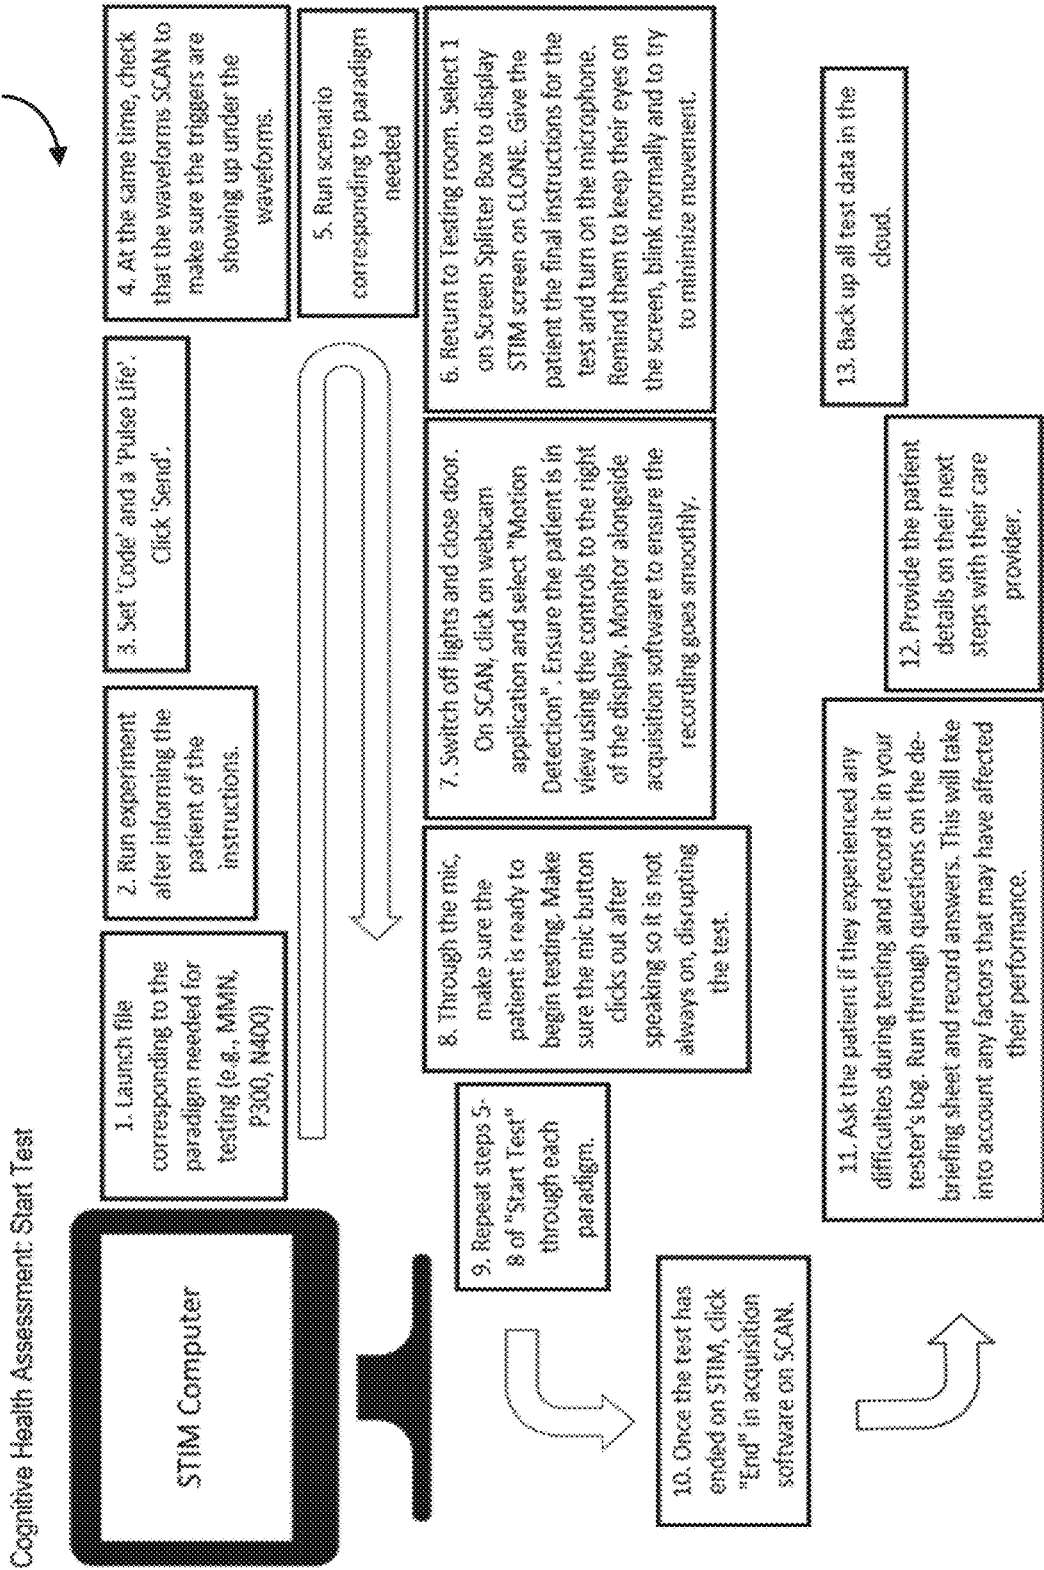 Cognitive Health Assessment: Start Test
STIM Computer
1. Launch file
corresponding to the
paradigm needed for
testing (e.g., MMN,
P300, N400)
2. Run experiment
after informing the
patient of the
instructions.
3. Set 'Code' and a 'Pulse Life'.
Click 'Send'.
4. At the same time, check
that the waveforms SCAN to
make sure the triggers are
showing up under the
waveforms.
5. Run scenario
corresponding to paradigm
needed
6. Return to Testing room. Select 1
on Screen Splitter Box to display
STIM screen on CLONE. Give the
patient the final instructions for the
test and turn on the microphone.
Remind them to keep their eyes on
the screen, blink normally and to try
to minimize movement.
7. Switch off lights and close door.
On SCAN, click on webcam
application and select "Motion
Detection". Ensure the patient is in
view using the controls to the right
of the display. Monitor alongside
acquisition software to ensure the
recording goes smoothly.
8. Through the mic,
make sure the
patient is ready to
begin testing. Make
sure the mic button
clicks out after
speaking so it is not
always on, disrupting
the test.
9. Repeat steps 5-
8 of "Start Test"
through each
paradigm.
10. Once the test has
ended on STIM, click
"End" in acquisition
software on SCAN.
11. Ask the patient if they experienced any
difficulties during testing and record it in your
tester's log. Run through questions on the de-
briefing sheet and record answers. This will take
into account any factors that may have affected
their performance.
12. Provide the patient
details on their next
steps with their care
provider.
13. Back up all test data in the
cloud.